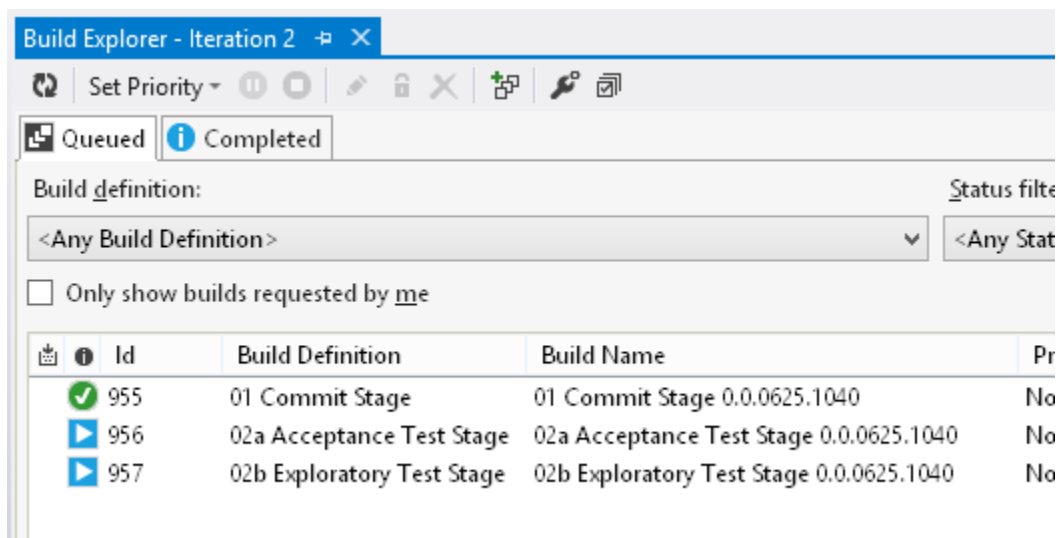 Build Explorer - Iteration 2
Set Priority
Queued Completed
Build definition: Status filte
<Any Build Definition> <Any Stat
Only show builds requested by me
Id Build Definition Build Name Pr
955 01 Commit Stage 01 Commit Stage 0.0.0625.1040 No
956 02a Acceptance Test Stage 02a Acceptance Test Stage 0.0.0625.1040 No
957 02b Exploratory Test Stage 02b Exploratory Test Stage 0.0.0625.1040 No